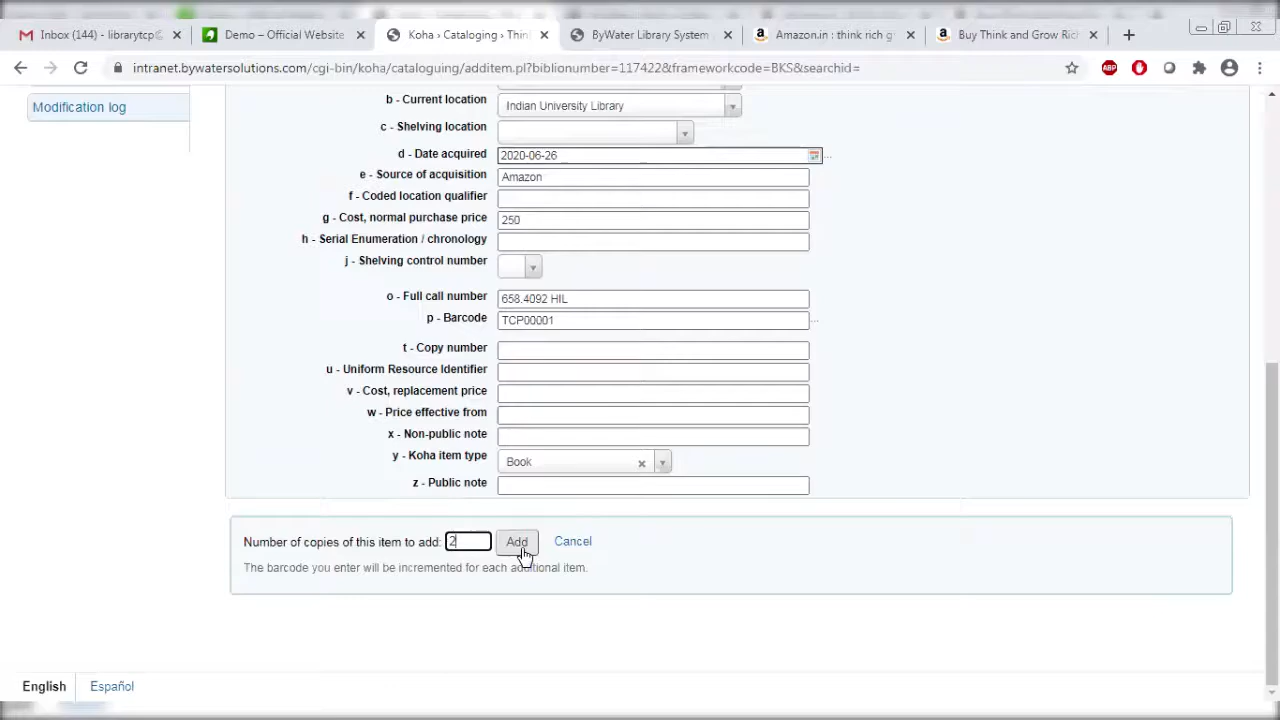 Inbox (144) - librarytcp@ Demo – Official Website Koha › Cataloging › Thin ByWater Library System Amazon.in : think rich g Buy Think and Grow Ric
intranet.bywatersolutions.com/cgi-bin/koha/cataloguing/additem.pl?biblionumber=117422&frameworkcode=BKS&searchid=
ABP
Modification log
b - Current location Indian University Library
c - Shelving location
d - Date acquired 2020-06-26 ...
e - Source of acquisition Amazon
f - Coded location qualifier
g - Cost, normal purchase price 250
h - Serial Enumeration / chronology
j - Shelving control number
o - Full call number 658.4092 HIL
p - Barcode TCP00001 ...
t - Copy number
u - Uniform Resource Identifier
v - Cost, replacement price
w - Price effective from
x - Non-public note
y - Koha item type Book
z - Public note
Number of copies of this item to add: 2 Add Cancel
The barcode you enter will be incremented for each additional item.
English Español